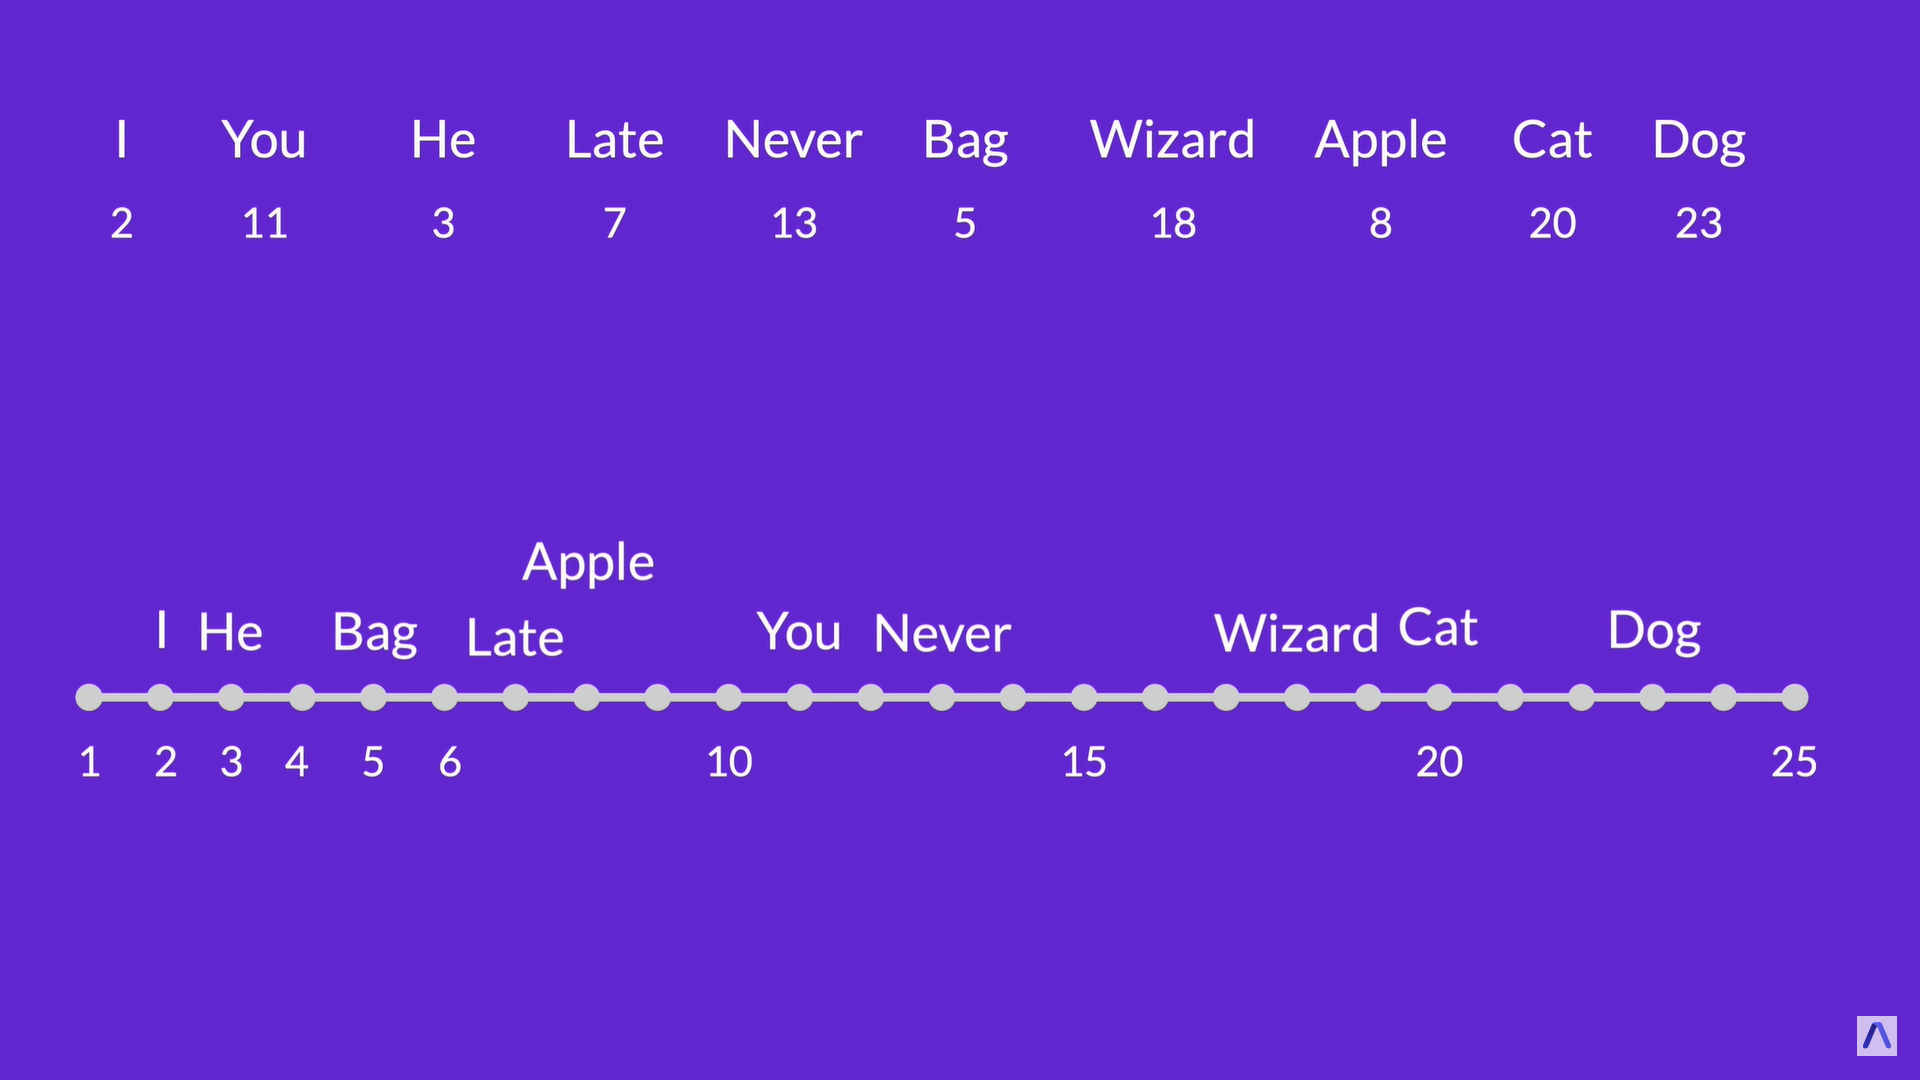 I You He Late Never Bag Wizard Apple Cat Dog
2 11 3 7 13 5 18 8 20 23
Apple
I He Bag Late You Never Wizard Cat Dog
1 2 3 4 5 6 10 15 20 25